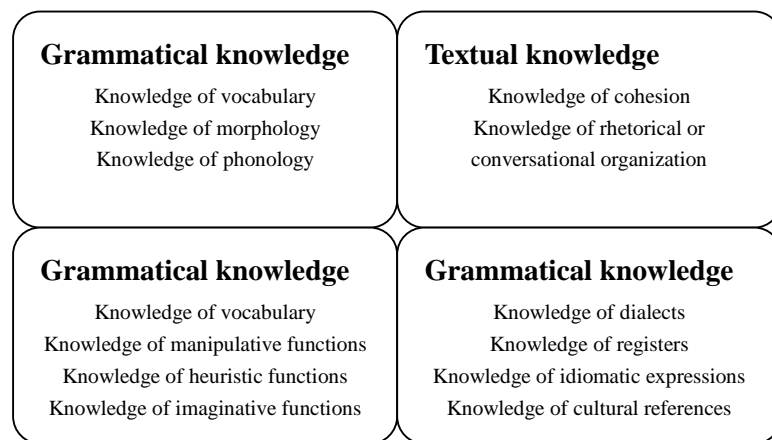 Grammatical knowledge
Knowledge of vocabulary
Knowledge of morphology
Knowledge of phonology
Textual knowledge
Knowledge of cohesion
Knowledge of rhetorical or
conversational organization
Grammatical knowledge
Knowledge of vocabulary
Knowledge of manipulative functions
Knowledge of heuristic functions
Knowledge of imaginative functions
Grammatical knowledge
Knowledge of dialects
Knowledge of registers
Knowledge of idiomatic expressions
Knowledge of cultural references